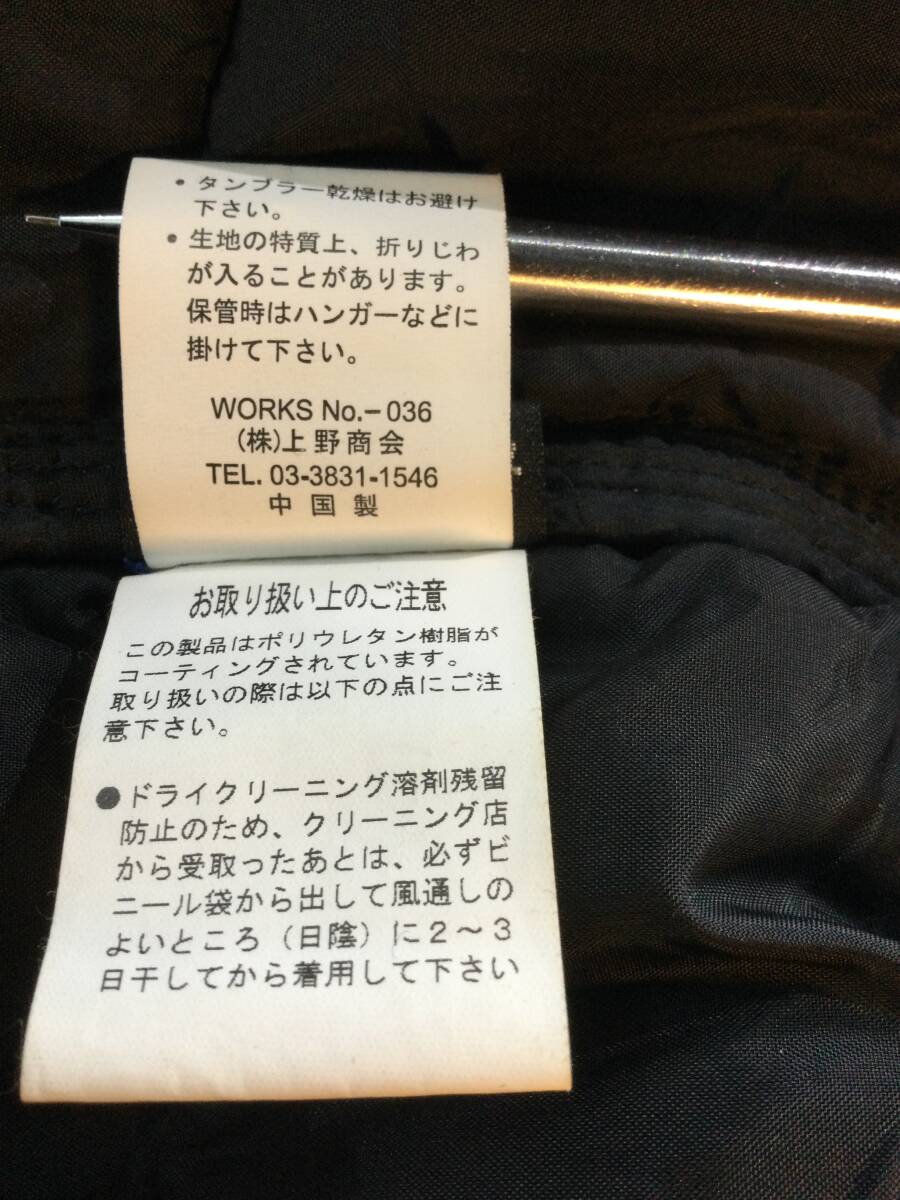 ・タンブラー乾燥はお避け
下さい。
・生地の特質上、折りじわ
が入ることがあります。
保管時はハンガーなどに
掛けて下さい。
WORKS No.-036
(株)上野商会
TEL. 03-3831-1546
中国製
お取り扱い上のご注意
この製品はポリウレタン樹脂が
コーティングされています。
取り扱いの際は以下の点にご注
意下さい。
●ドライクリーニング溶剤残留
防止のため、クリーニング店
から受取ったあとは、必ずビ
ニール袋から出して風通しの
よいところ(日陰)に2～3
日干してから着用して下さい